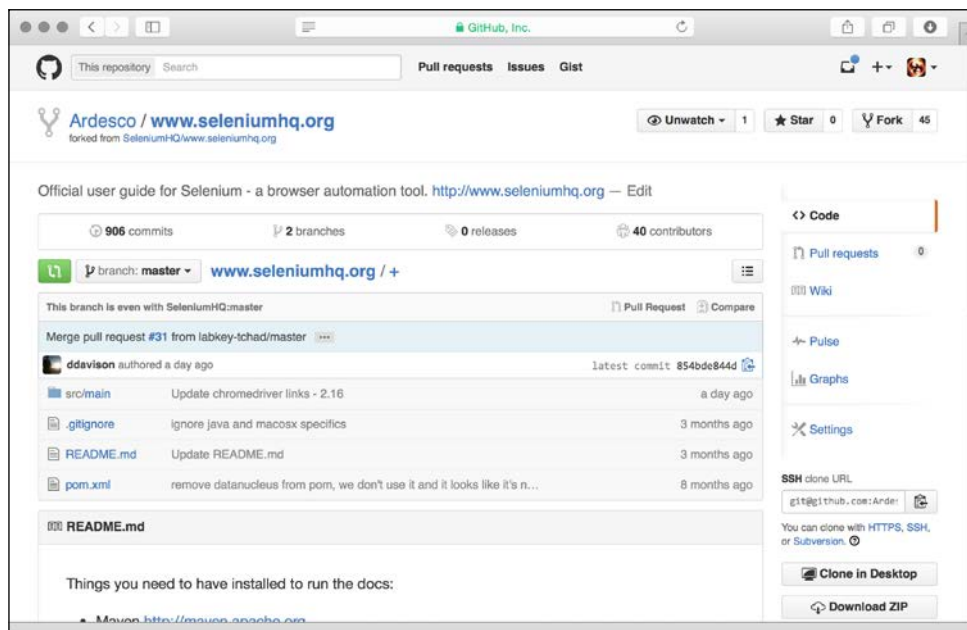 GitHub, Inc.
This repository Search Pull requests Issues Gist
Ardesco / www.seleniumhq.org
forked from SeleniumHQ/www.seleniumhq.org
Unwatch 1 Star 0 Fork 45
Official user guide for Selenium - a browser automation tool. http://www.seleniumhq.org — Edit
906 commits 2 branches 0 releases 40 contributors
branch: master www.seleniumhq.org / +
This branch is even with SeleniumHQ:master Pull Request Compare
Merge pull request #31 from labkey-tchad/master ...
ddavison authored a day ago latest commit 854bde844d
src/main Update chromedriver links - 2.16 a day ago
.gitignore ignore java and macosx specifics 3 months ago
README.md Update README.md 3 months ago
pom.xml remove datanucleus from pom, we don't use it and it looks like it's n... 8 months ago
README.md
Things you need to have installed to run the docs:
• Maven http://maven.apache.org
<> Code
Pull requests 0
Wiki
Pulse
Graphs
Settings
SSH clone URL
git@github.com:Arde:
You can clone with HTTPS, SSH,
or Subversion.
Clone in Desktop
Download ZIP